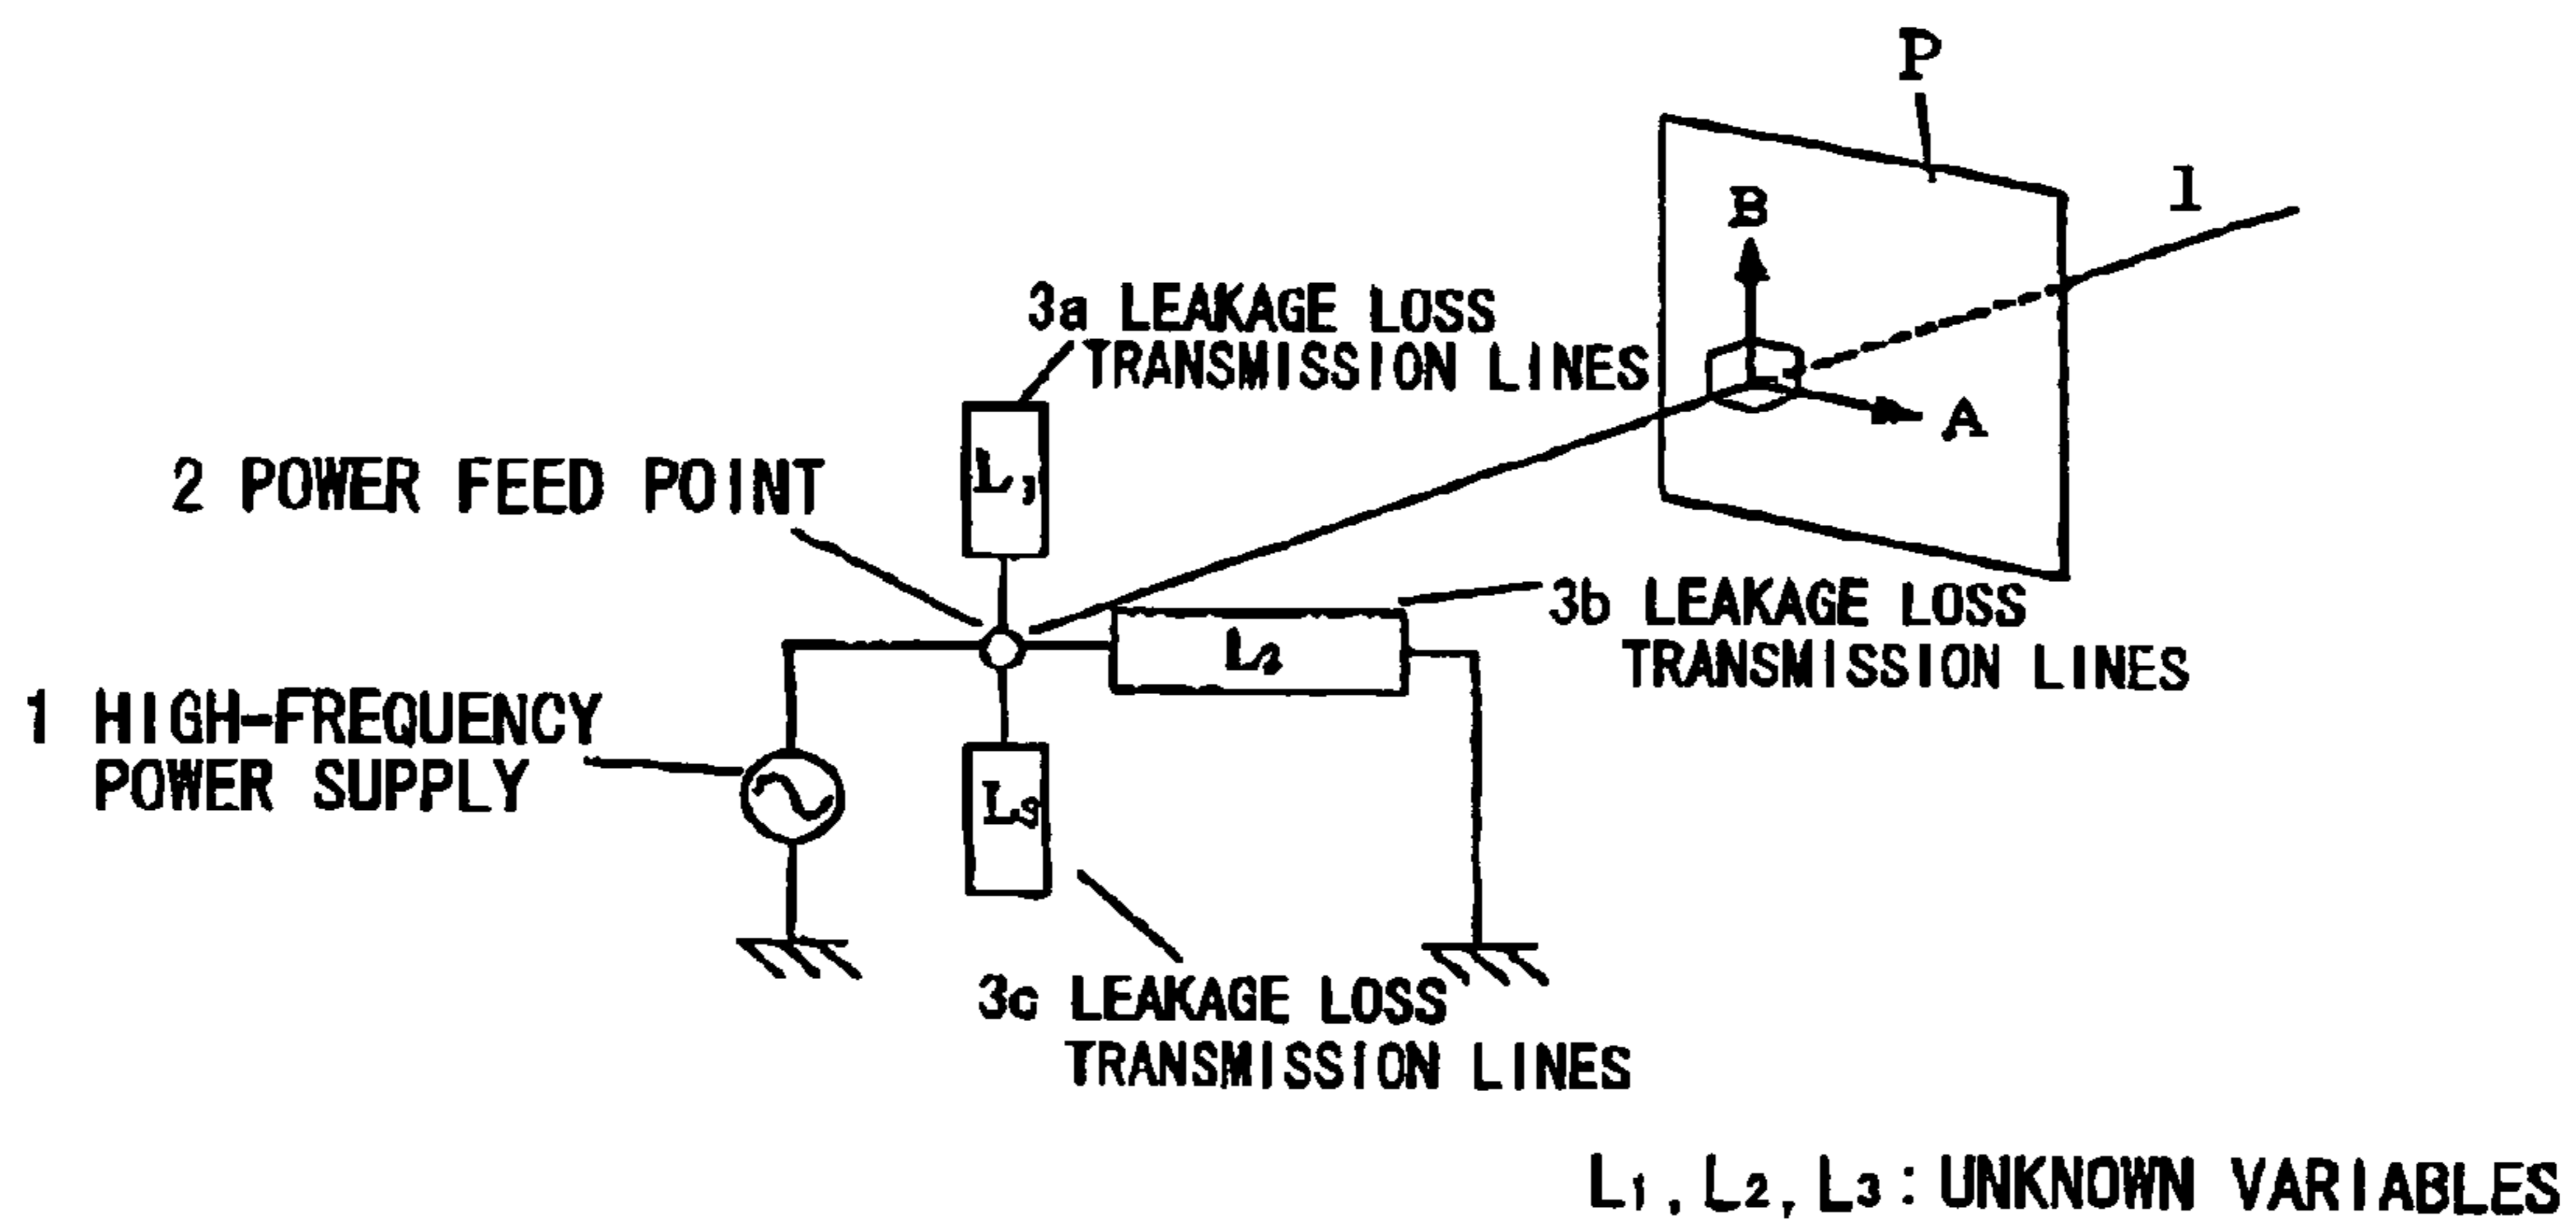 P
l
B
A
3a LEAKAGE LOSS
TRANSMISSION LINES
L1
2 POWER FEED POINT
3b LEAKAGE LOSS
TRANSMISSION LINES
L2
1 HIGH-FREQUENCY
POWER SUPPLY
L3
3c LEAKAGE LOSS
TRANSMISSION LINES
L1, L2, L3 : UNKNOWN VARIABLES